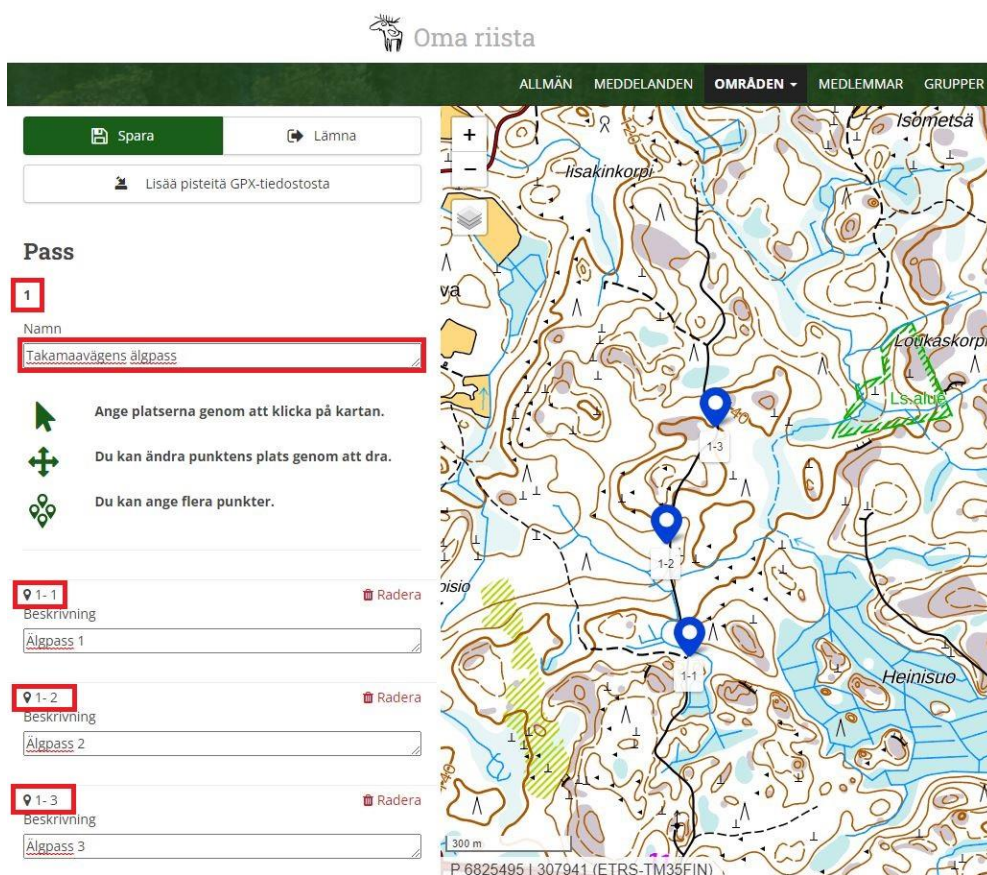 Oma riista
ALLMÄN MEDDELANDEN OMRÅDEN MEDLEMMAR GRUPPER
Spara Lämna
Lisää pisteitä GPX-tiedostosta
Pass
1
Namn
Takamaavägens älgpass
Ange platserna genom att klicka på kartan.
Du kan ändra punktens plats genom att dra.
Du kan ange flera punkter.
1- 1 Radera
Beskrivning
Älgpass 1
1- 2 Radera
Beskrivning
Älgpass 2
1- 3 Radera
Beskrivning
Älgpass 3
+
−
Isometsä
Iisakinkorpi
va
Loukaskorpi
Ls.alue
1-3
1-2
oisio
1-1
Heinisuo
300 m
P 6825495 I 307941 (ETRS-TM35FIN)